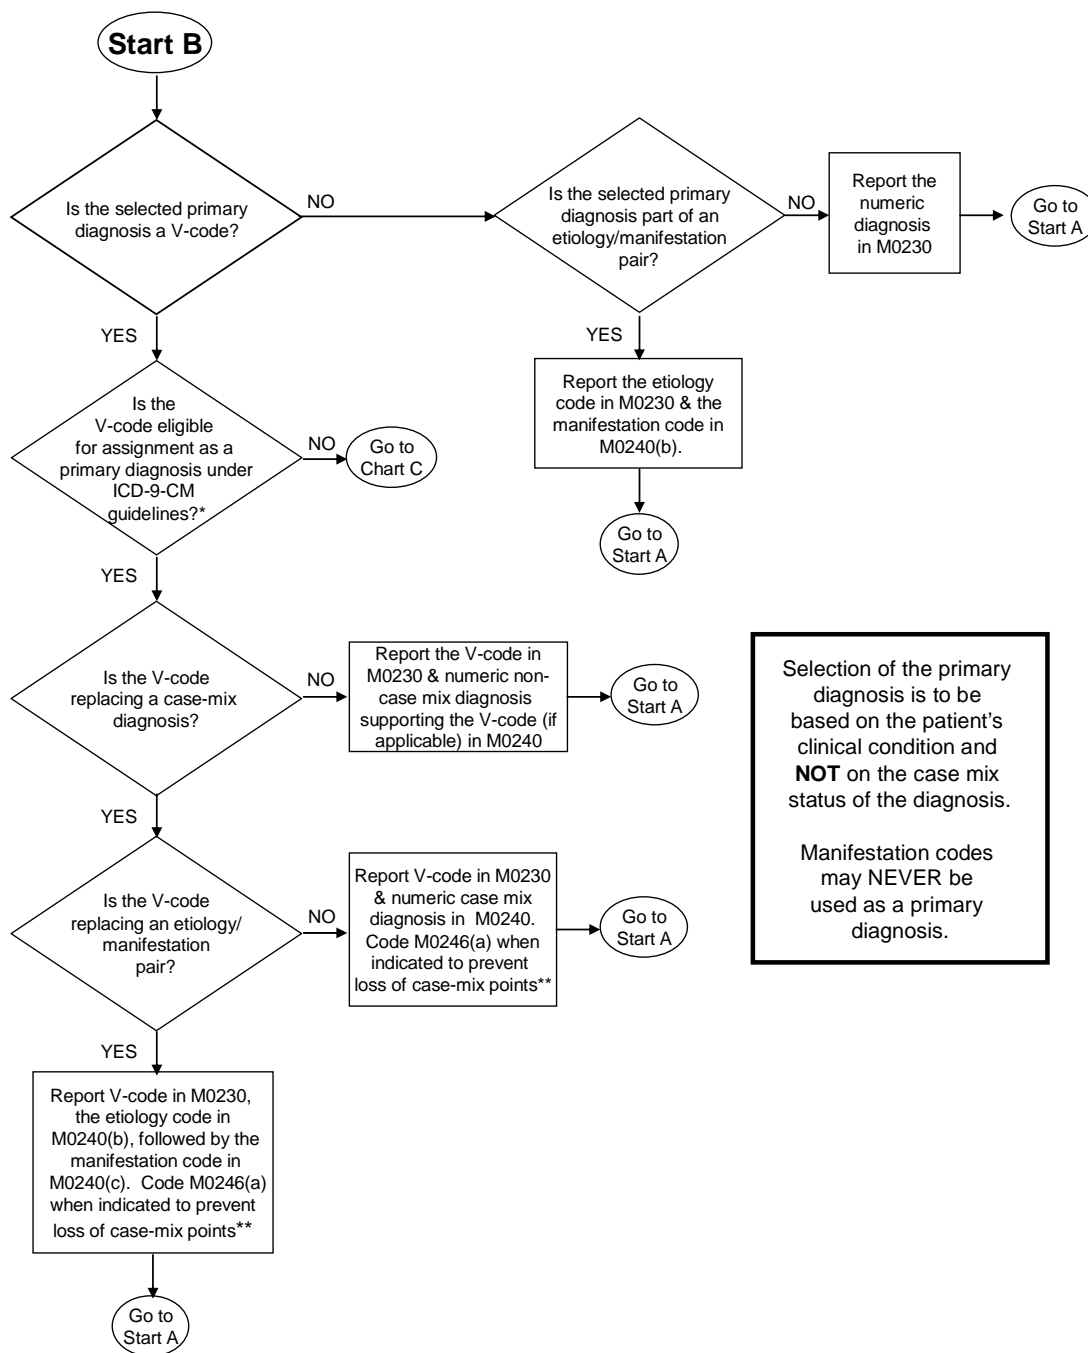 Start B
Is the selected primary
diagnosis a V-code?
NO
Is the selected primary
diagnosis part of an
etiology/manifestation
pair?
NO
Report the
numeric
diagnosis
in M0230
Go to
Start A
YES
YES
Report the etiology
code in M0230 & the
manifestation code in
M0240(b).
Go to
Start A
Is the
V-code eligible
for assignment as a
primary diagnosis under
ICD-9-CM
guidelines?*
NO
Go to
Chart C
YES
Is the V-code
replacing a case-mix
diagnosis?
NO
Report the V-code in
M0230 & numeric non-
case mix diagnosis
supporting the V-code (if
applicable) in M0240
Go to
Start A
YES
Is the V-code
replacing an etiology/
manifestation
pair?
NO
Report V-code in M0230
& numeric case mix
diagnosis in M0240.
Code M0246(a) when
indicated to prevent
loss of case-mix points**
Go to
Start A
YES
Report V-code in M0230,
the etiology code in
M0240(b), followed by the
manifestation code in
M0240(c). Code M0246(a)
when indicated to prevent
loss of case-mix points**
Go to
Start A
Selection of the primary
diagnosis is to be
based on the patient's
clinical condition and
NOT on the case mix
status of the diagnosis.
Manifestation codes
may NEVER be
used as a primary
diagnosis.